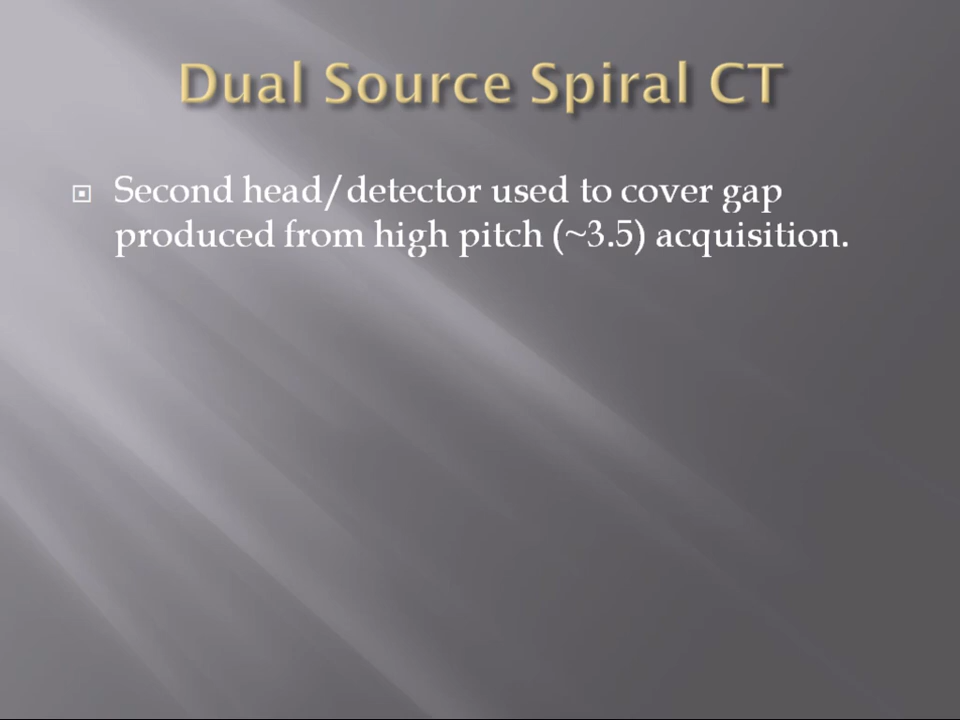 Dual Source Spiral CT
Second head/detector used to cover gap
produced from high pitch (~3.5) acquisition.